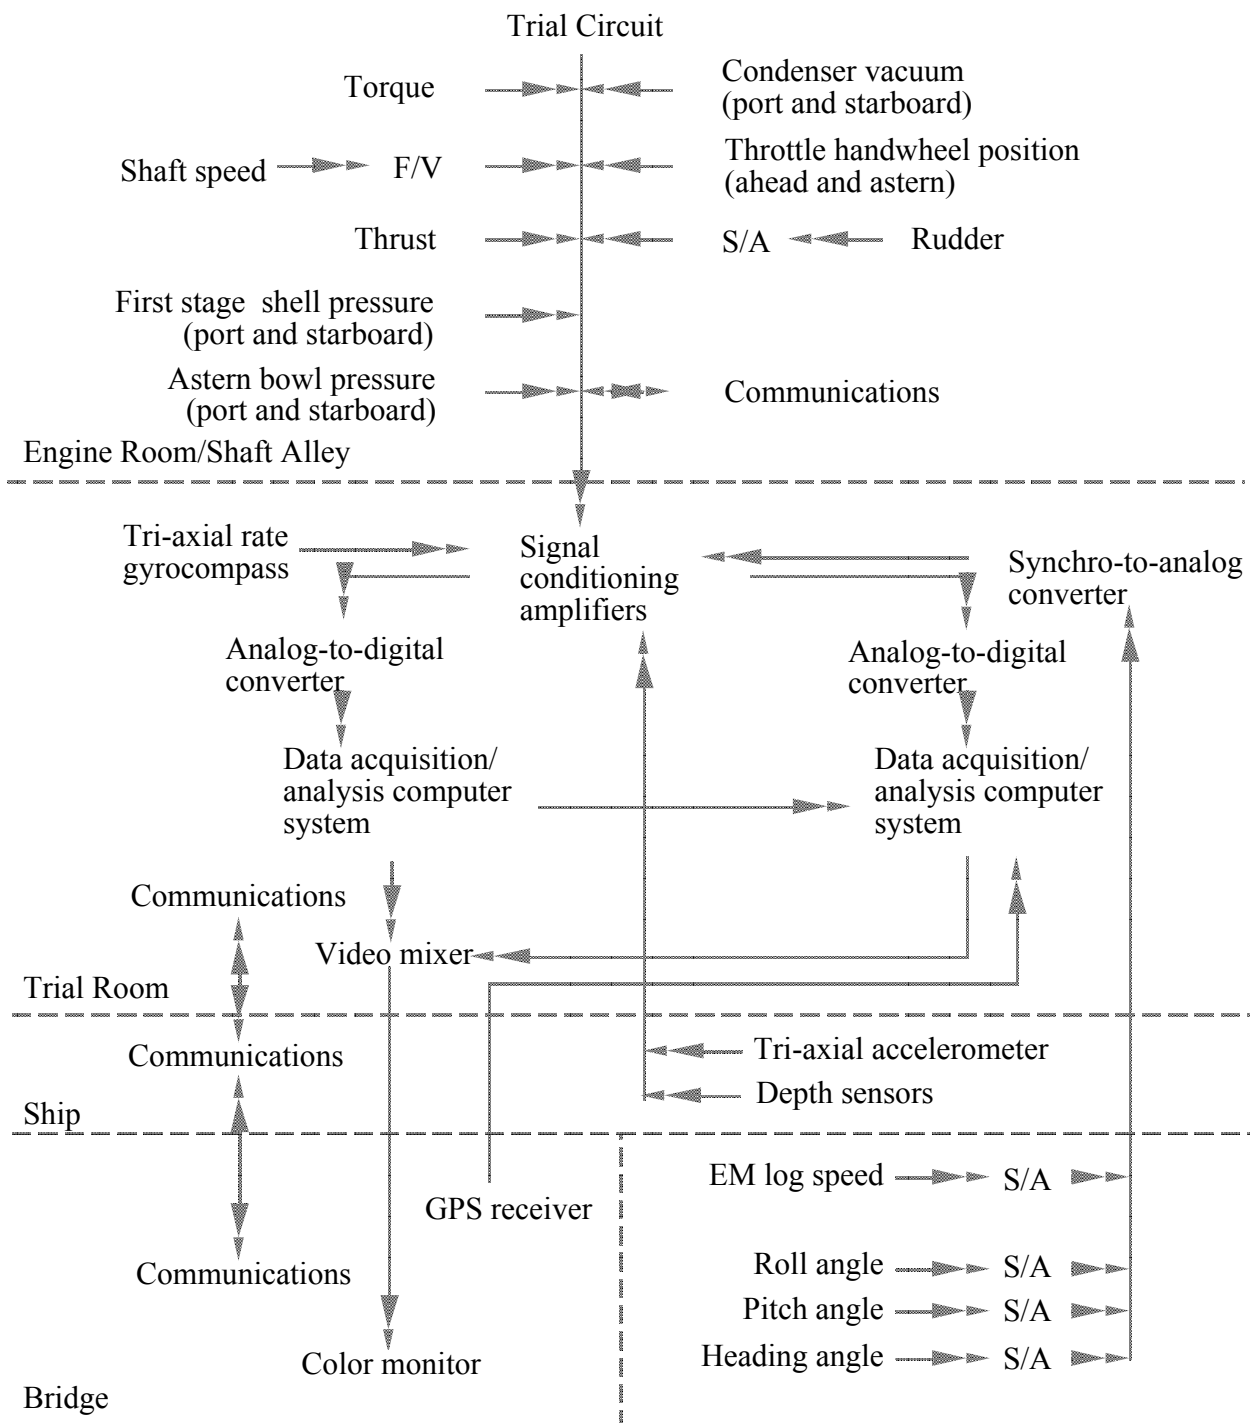 Trial Circuit
Torque
Condenser vacuum
(port and starboard)
Shaft speed
F/V
Throttle handwheel position
(ahead and astern)
Thrust
S/A
Rudder
First stage shell pressure
(port and starboard)
Astern bowl pressure
(port and starboard)
Communications
Engine Room/Shaft Alley
Tri-axial rate
gyrocompass
Signal
conditioning
amplifiers
Synchro-to-analog
converter
Analog-to-digital
converter
Analog-to-digital
converter
Data acquisition/
analysis computer
system
Data acquisition/
analysis computer
system
Communications
Video mixer
Trial Room
Communications
Tri-axial accelerometer
Depth sensors
Ship
EM log speed
S/A
GPS receiver
Communications
Roll angle
S/A
Pitch angle
S/A
Heading angle
S/A
Color monitor
Bridge